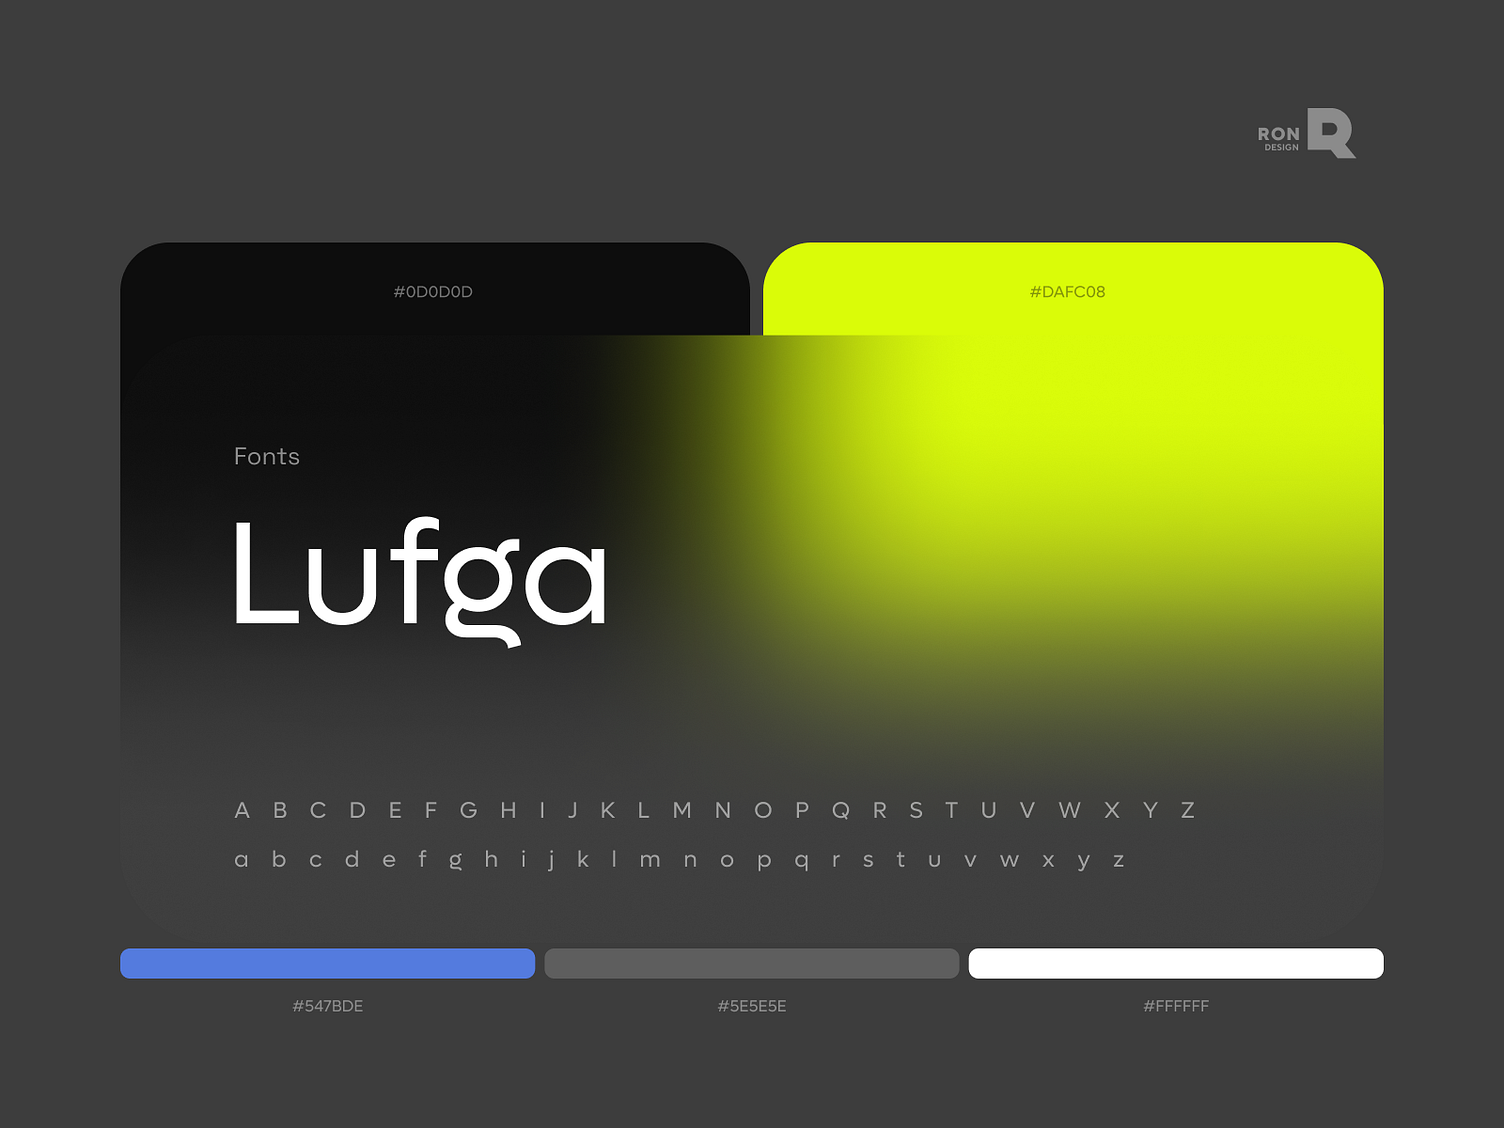 RON
DESIGN
#0D0D0D
#DAFC08
Fonts
Lufga
A B C D E F G H I J K L M N O P Q R S T U V W X Y Z
a b c d e f g h i j k l m n o p q r s t u v w x y z
#547BDE
#5E5E5E
#FFFFFF